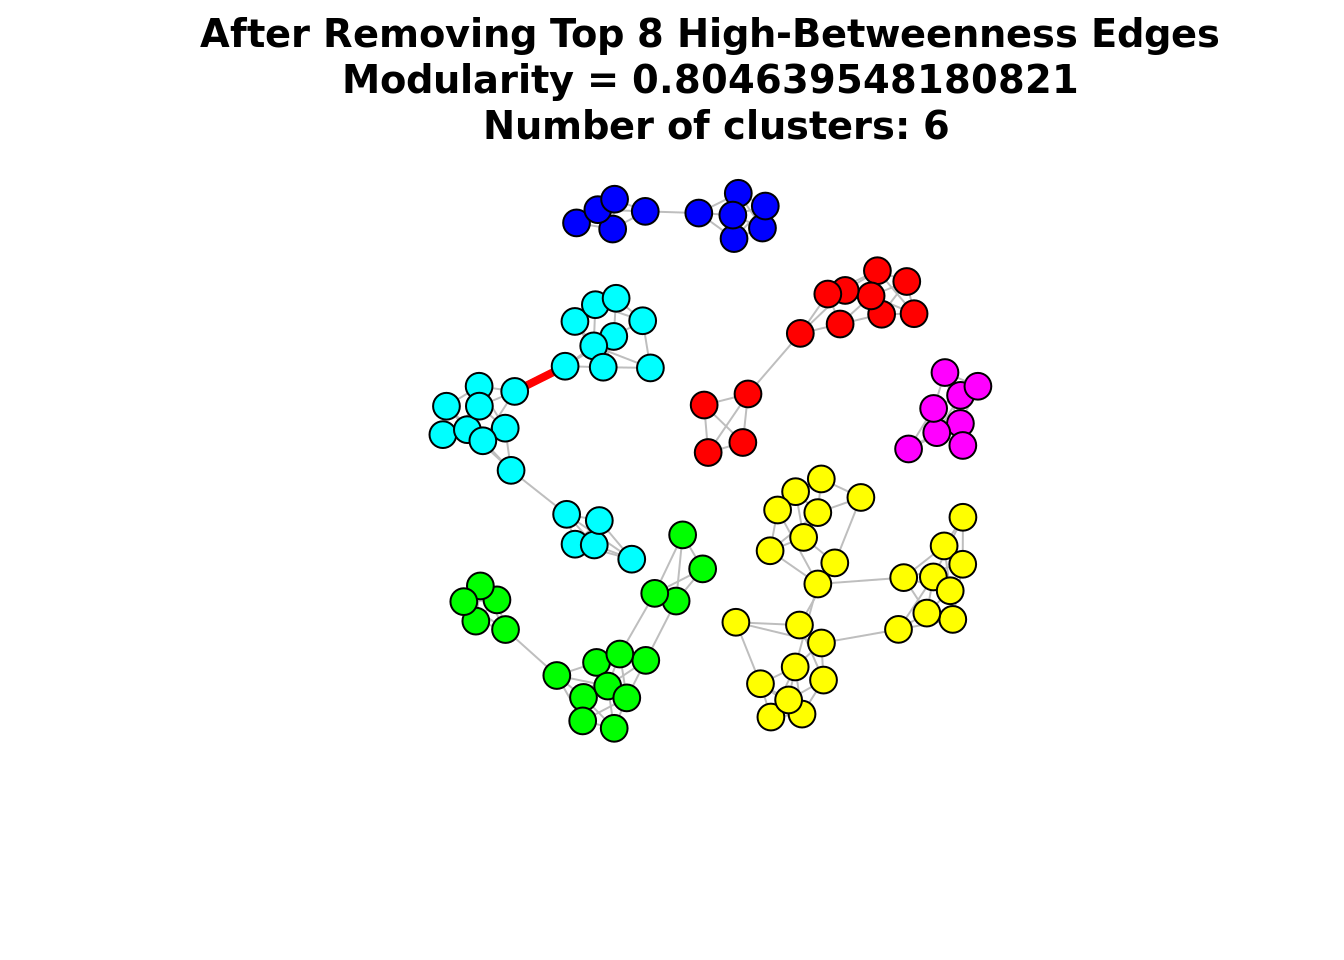 After Removing Top 8 High-Betweenness Edges
Modularity = 0.804639548180821
Number of clusters: 6